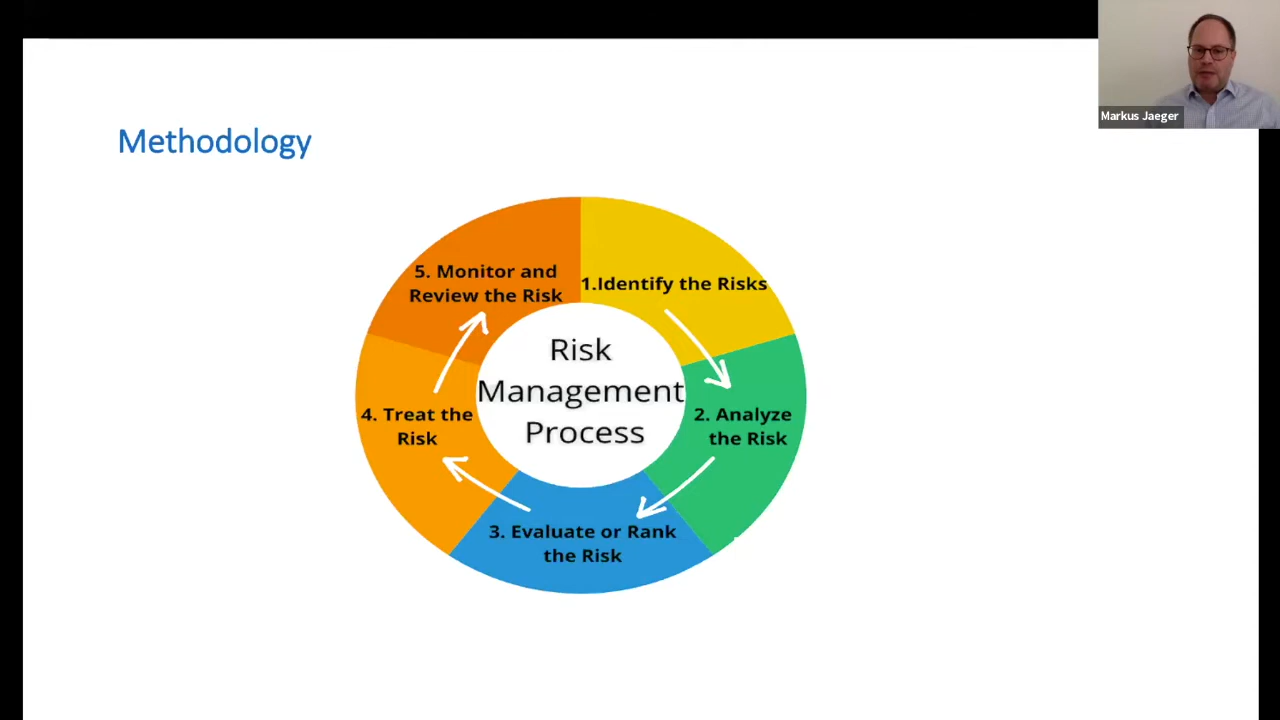 Markus Jaeger
Methodology
5. Monitor and
Review the Risk
1.Identify the Risks
Risk
Management
Process
4. Treat the
Risk
2. Analyze
the Risk
3. Evaluate or Rank
the Risk